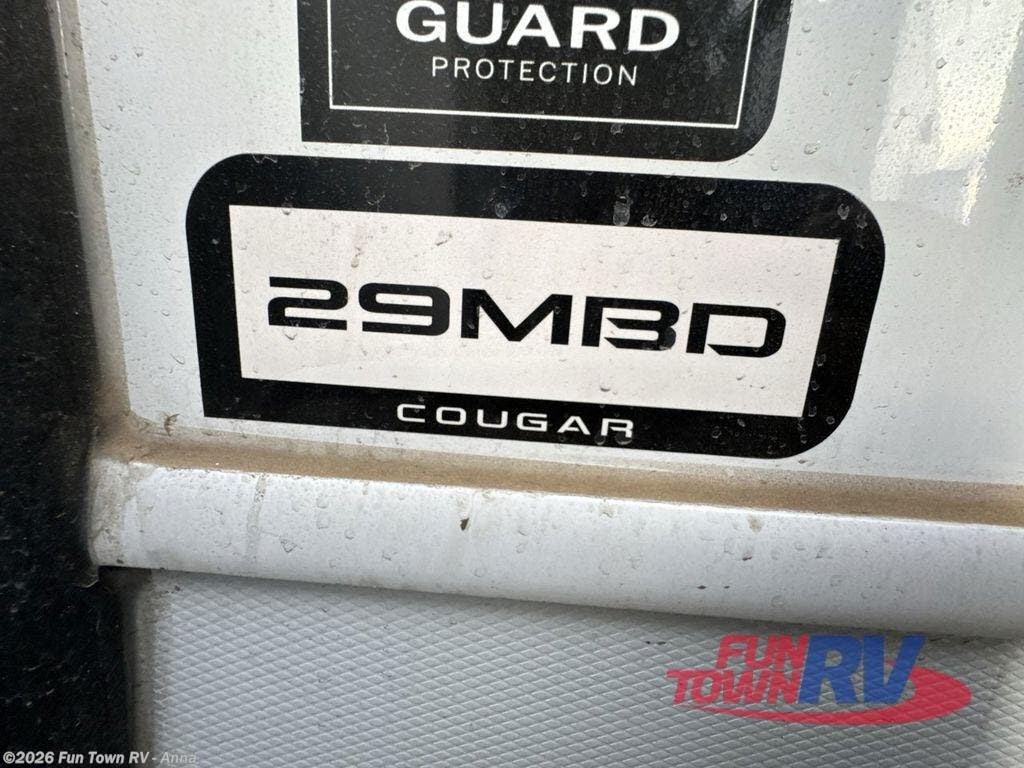 GUARD
PROTECTION
29MBD
COUGAR
FUN
TOWN RV
©2026 Fun Town RV - Anna